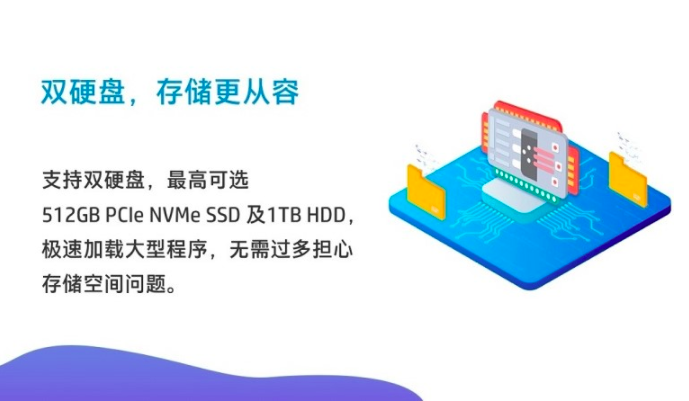 双硬盘，存储更从容
支持双硬盘，最高可选
512GB PCIe NVMe SSD 及1TB HDD，
极速加载大型程序，无需过多担心
存储空间问题。